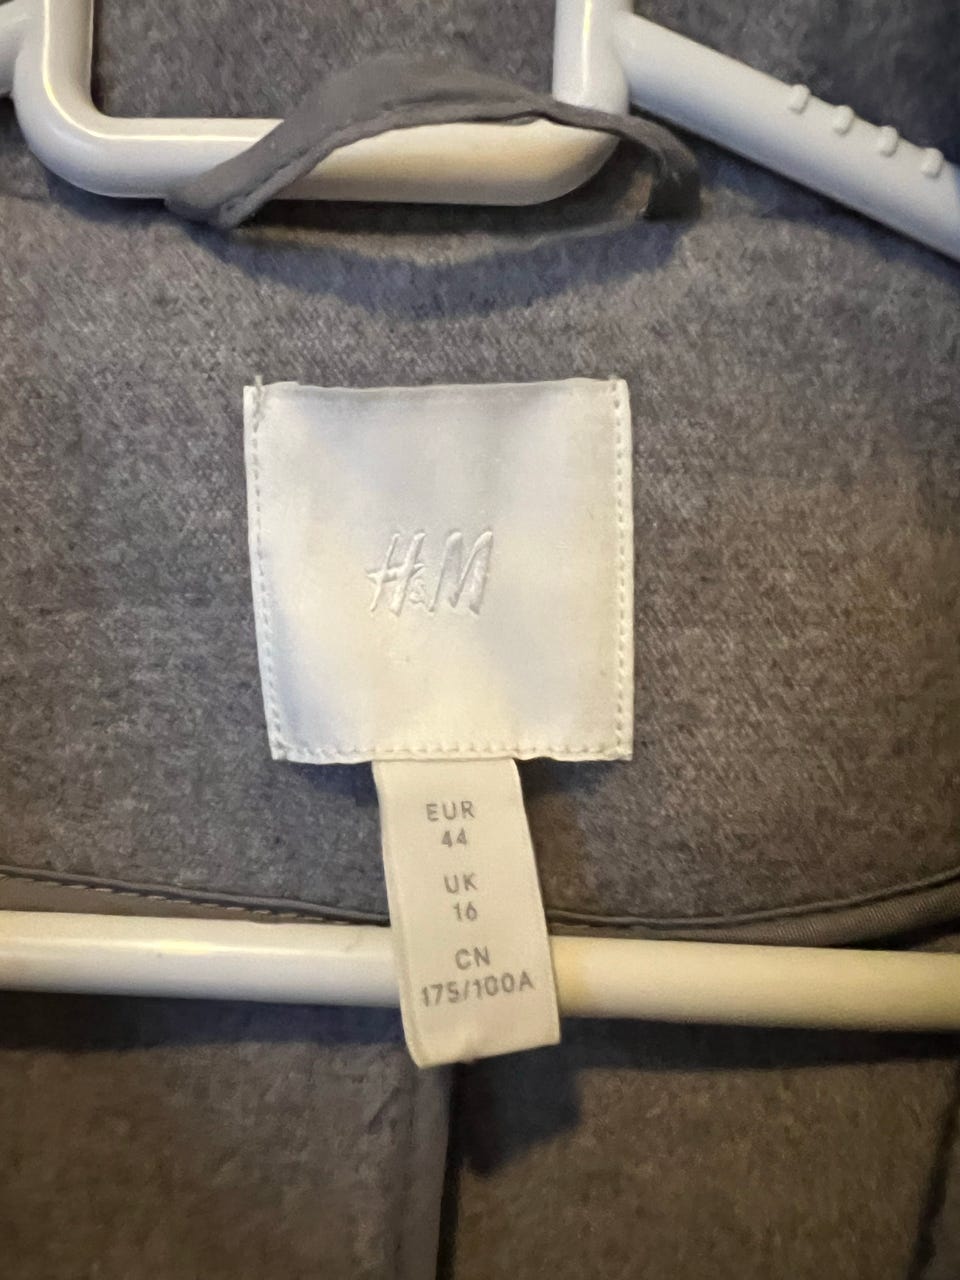 H&M
EUR
44
UK
16
CN
175/100A